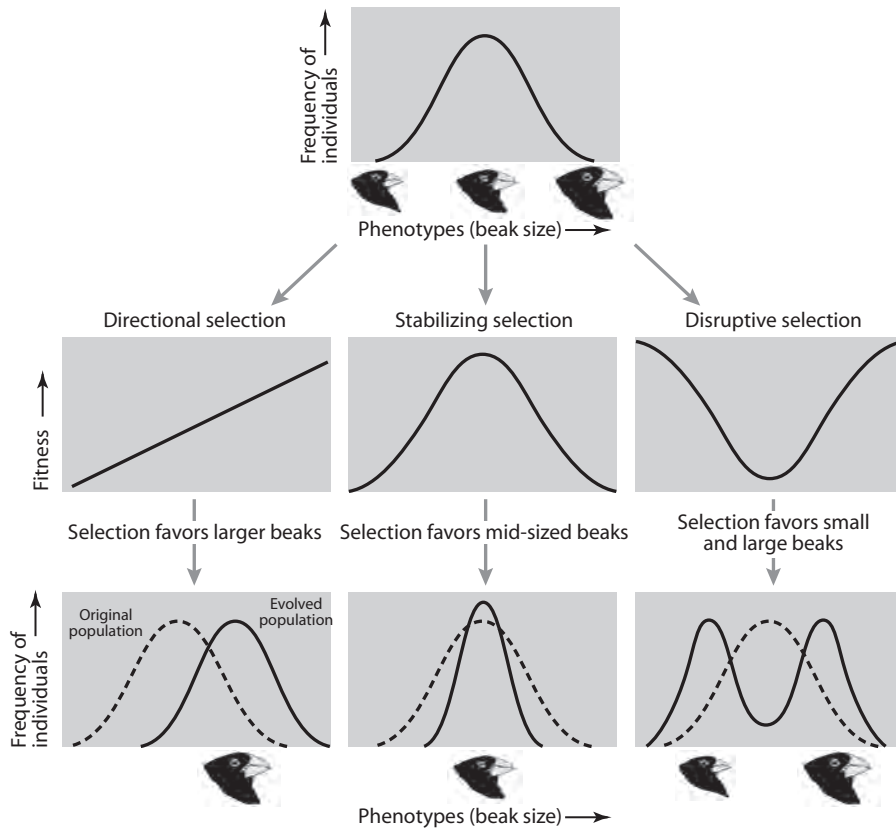 Frequency of
individuals
Phenotypes (beak size)
Directional selection
Stabilizing selection
Disruptive selection
Fitness
Selection favors larger beaks
Selection favors mid-sized beaks
Selection favors small
and large beaks
Frequency of
individuals
Original
population
Evolved
population
Phenotypes (beak size)